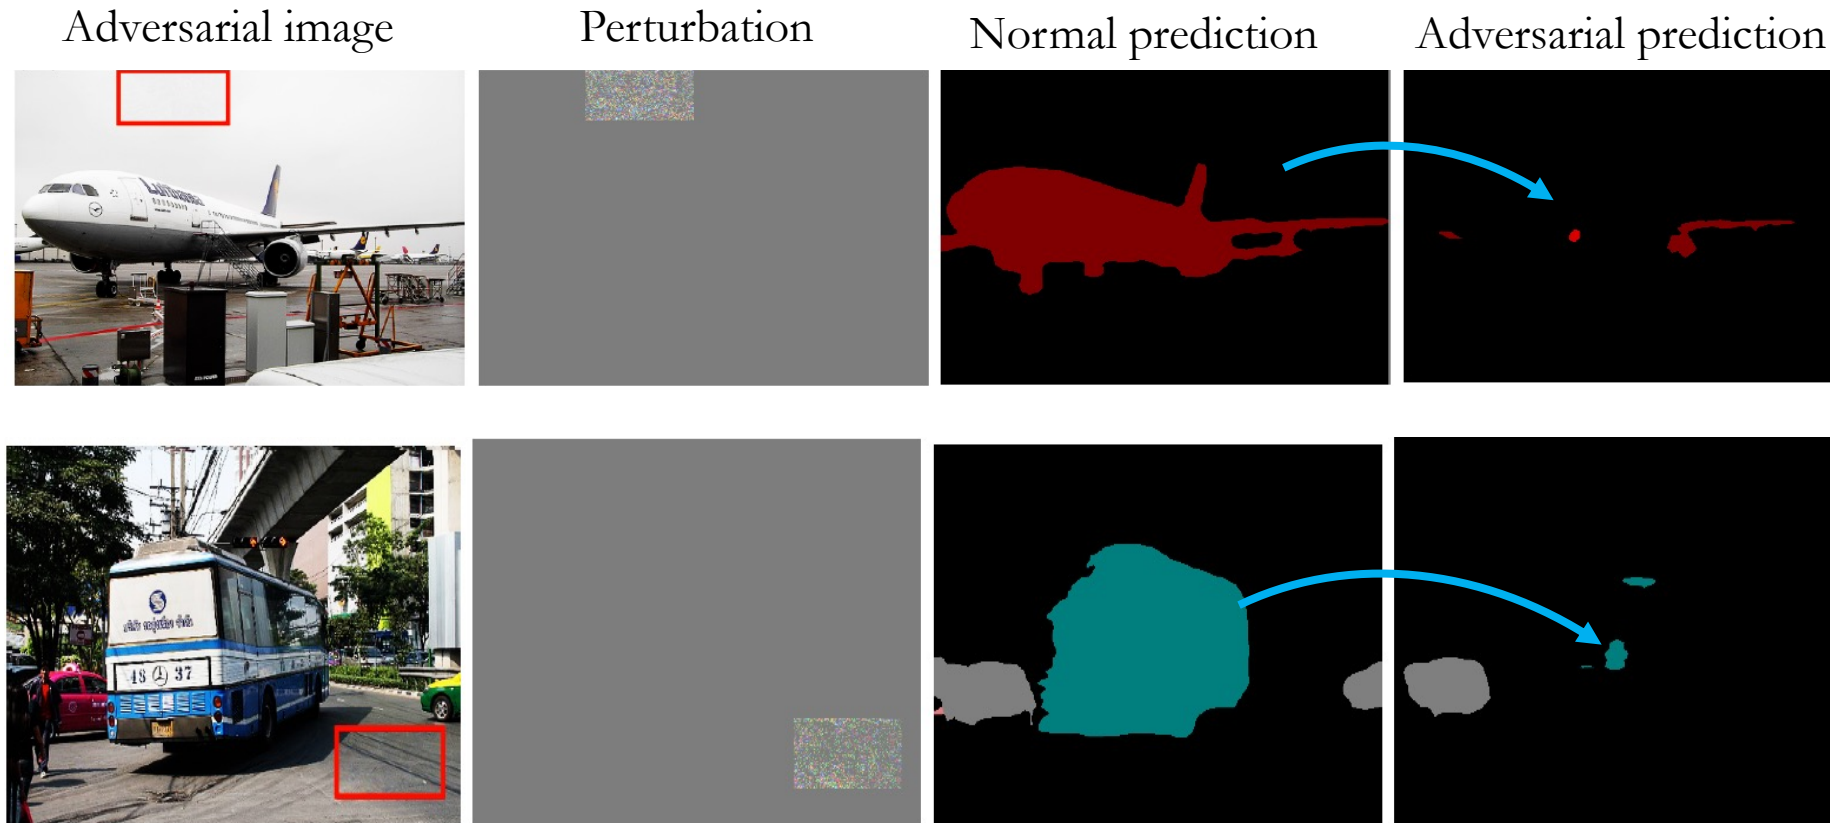 Adversarial image
Perturbation
Normal prediction
Adversarial prediction
Lufthansa
48 37